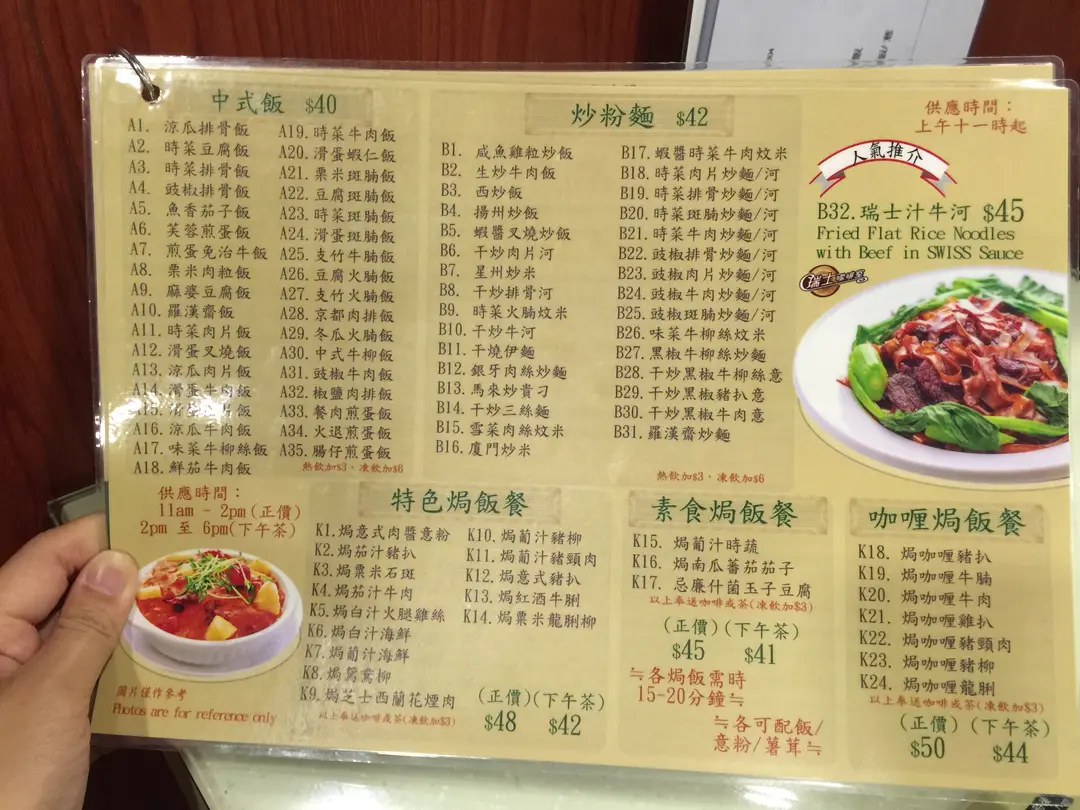 中式飯 $40
A1. 涼瓜排骨飯
A2. 時菜豆腐飯
A3. 時菜排骨飯
A4. 豉椒排骨飯
A5. 魚香茄子飯
A6. 芙蓉煎蛋飯
A7. 煎蛋免治牛飯
A8. 栗米肉粒飯
A9. 麻婆豆腐飯
A10. 羅漢齋飯
A11. 時菜肉片飯
A12. 滑蛋叉燒飯
A13. 涼瓜肉片飯
A14. 滑蛋牛肉飯
A15. 滑蛋肉片飯
A16. 涼瓜牛肉飯
A17. 味菜牛柳絲飯
A18. 鮮茄牛肉飯
A19. 時菜牛肉飯
A20. 滑蛋蝦仁飯
A21. 栗米斑腩飯
A22. 豆腐斑腩飯
A23. 時菜斑腩飯
A24. 滑蛋斑腩飯
A25. 支竹牛腩飯
A26. 豆腐火腩飯
A27. 支竹火腩飯
A28. 京都肉排飯
A29. 冬瓜火腩飯
A30. 中式牛柳飯
A31. 豉椒牛肉飯
A32. 椒鹽肉排飯
A33. 餐肉煎蛋飯
A34. 火退煎蛋飯
A35. 腸仔煎蛋飯
熱飲加$3，凍飲加$6
炒粉麵 $42
B1. 咸魚雞粒炒飯
B2. 生炒牛肉飯
B3. 西炒飯
B4. 揚州炒飯
B5. 蝦醬叉燒炒飯
B6. 干炒肉片河
B7. 星州炒米
B8. 干炒排骨河
B9. 時菜火腩炆米
B10. 干炒牛河
B11. 干燒伊麵
B12. 銀牙肉絲炒麵
B13. 馬來炒貴刁
B14. 干炒三絲麵
B15. 雪菜肉絲炆米
B16. 廈門炒米
B17. 蝦醬時菜牛肉炆米
B18. 時菜肉片炒麵/河
B19. 時菜排骨炒麵/河
B20. 時菜斑腩炒麵/河
B21. 時菜牛肉炒麵/河
B22. 豉椒排骨炒麵/河
B23. 豉椒肉片炒麵/河
B24. 豉椒牛肉炒麵/河
B25. 豉椒斑腩炒麵/河
B26. 味菜牛柳絲炆米
B27. 黑椒牛柳絲炒麵
B28. 干炒黑椒牛柳絲意
B29. 干炒黑椒豬扒意
B30. 干炒黑椒牛肉意
B31. 羅漢齋炒麵
熱飲加$3，凍飲加$6
供應時間：
上午十一時起
人氣推介
B32. 瑞士汁牛河 $45
Fried Flat Rice Noodles
with Beef in SWISS Sauce
瑞士咖啡室
供應時間：
11am - 2pm (正價)
2pm 至 6pm(下午茶)
圖片僅作參考
Photos are for reference only
特色焗飯餐
K1. 焗意式肉醬意粉
K2. 焗茄汁豬扒
K3. 焗粟米石斑
K4. 焗茄汁牛肉
K5. 焗白汁火腿雞絲
K6. 焗白汁海鮮
K7. 焗葡汁海鮮
K8. 焗鴛鴦柳
K9. 焗芝士西蘭花煙肉
K10. 焗葡汁豬柳
K11. 焗葡汁豬頸肉
K12. 焗意式豬扒
K13. 焗紅酒牛脷
K14. 焗粟米龍脷柳
以上奉送咖啡或茶(凍飲加$3)
(正價)(下午茶)
$48 $42
素食焗飯餐
K15. 焗葡汁時蔬
K16. 焗南瓜蕃茄茄子
K17. 忌廉什菌玉子豆腐
以上奉送咖啡或茶(凍飲加$3)
(正價)(下午茶)
$45 $41
≒各焗飯需時
15-20分鐘≒
≒各可配飯/
意粉/薯茸≒
咖喱焗飯餐
K18. 焗咖喱豬扒
K19. 焗咖喱牛腩
K20. 焗咖喱牛肉
K21. 焗咖喱雞扒
K22. 焗咖喱豬頸肉
K23. 焗咖喱豬柳
K24. 焗咖喱龍脷
以上奉送咖啡或茶(凍飲加$3)
(正價)(下午茶)
$50 $44